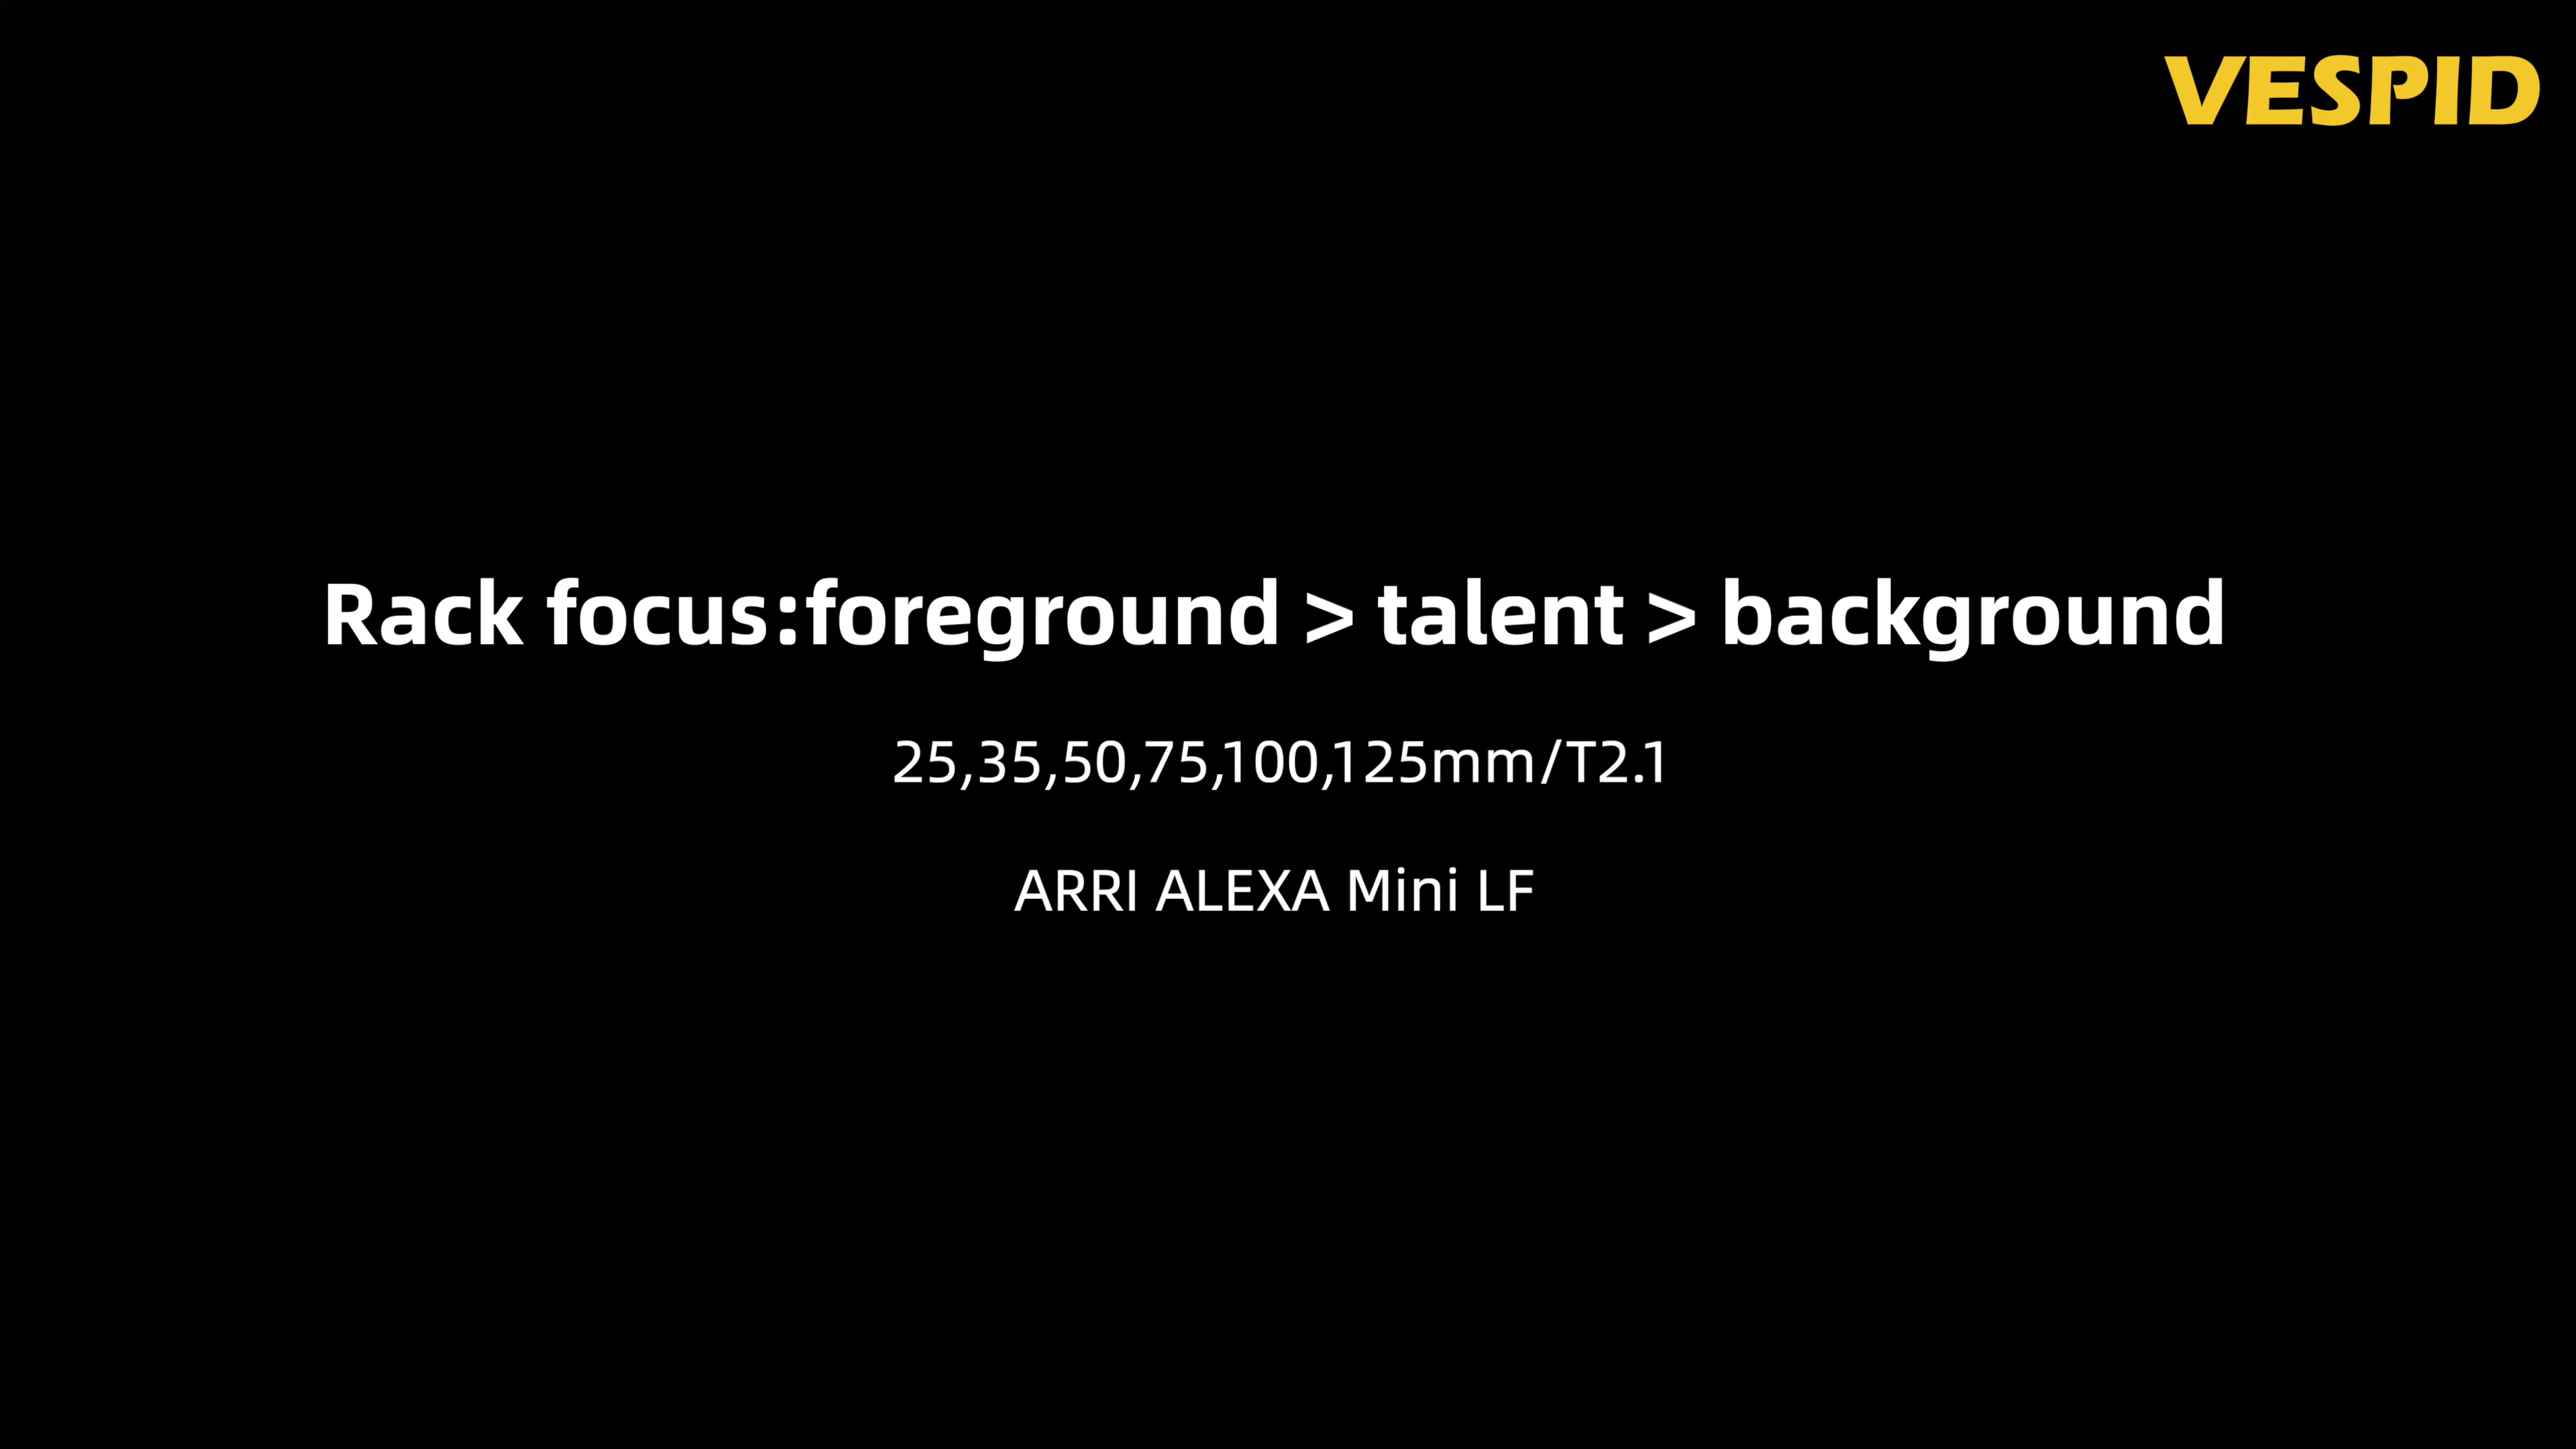 VESPID
Rack focus:foreground > talent > background
25,35,50,75,100,125mm/T2.1
ARRI ALEXA Mini LF